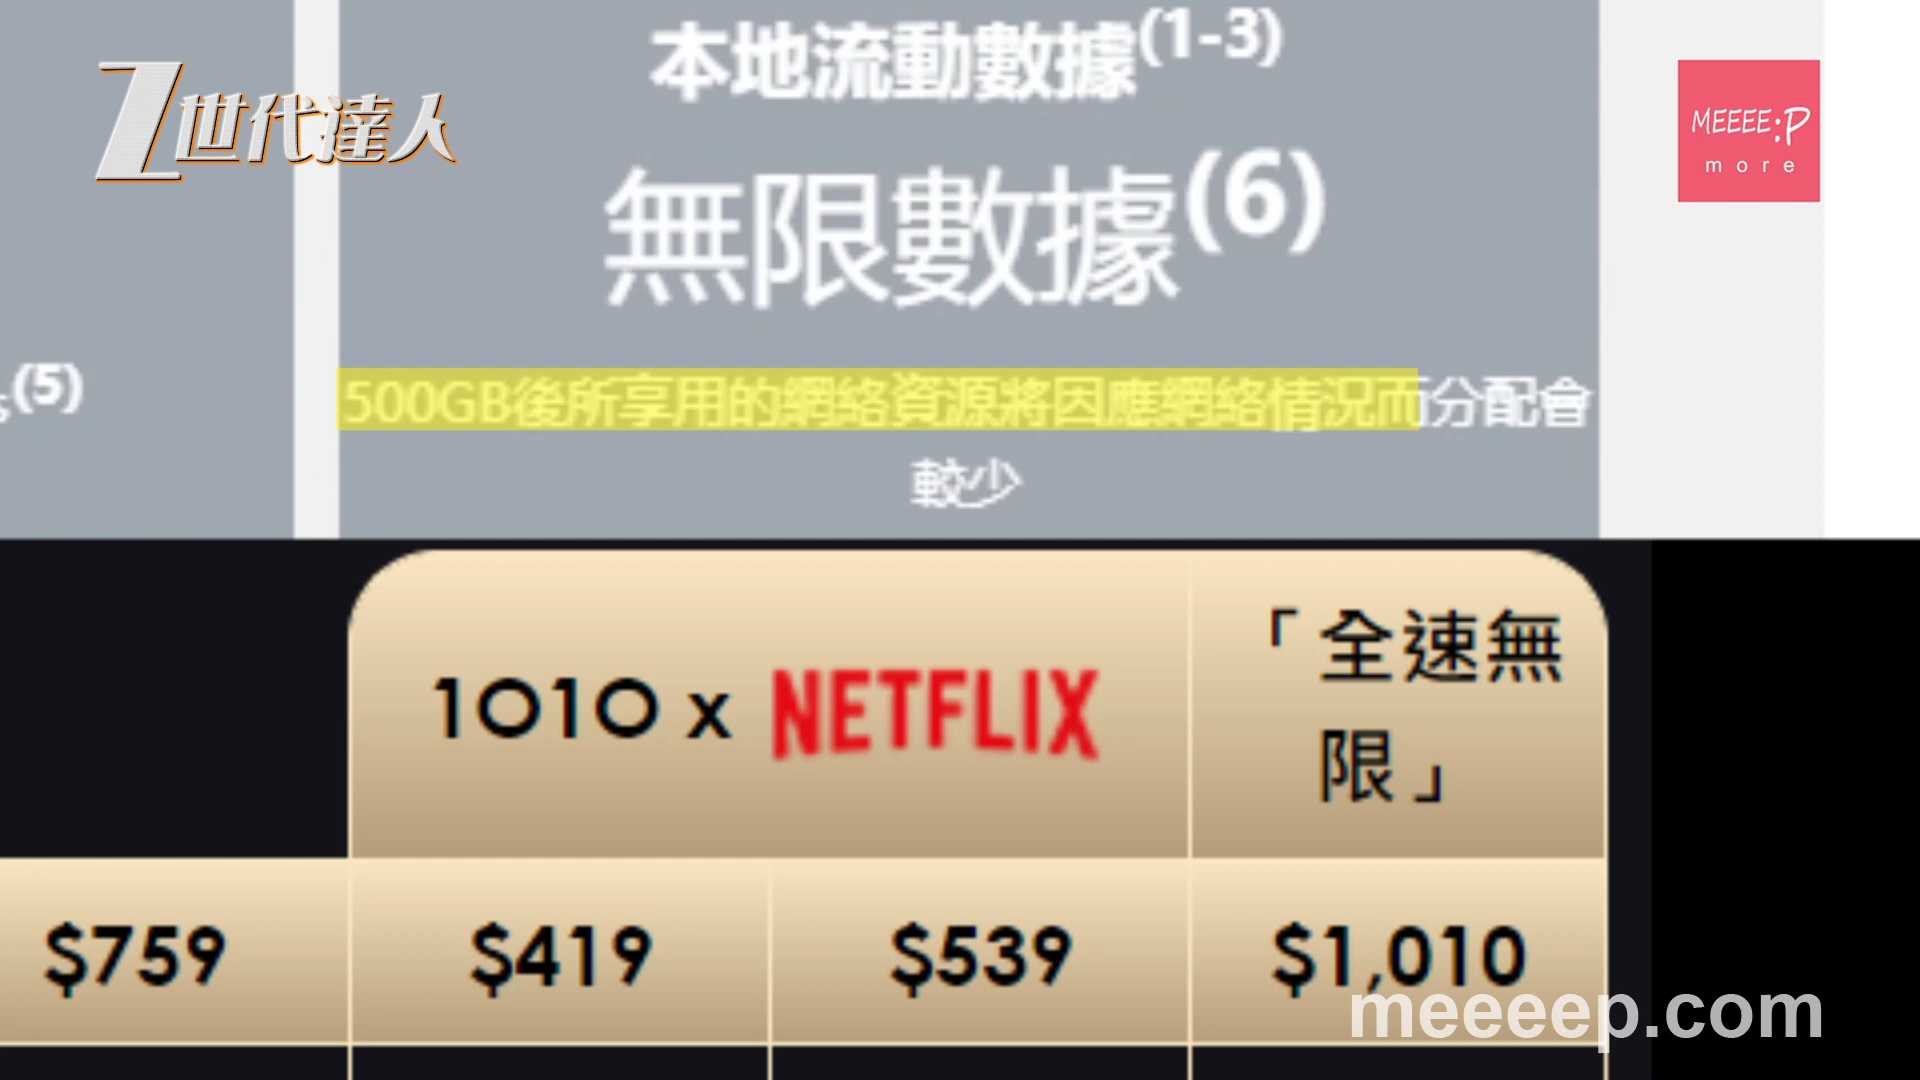 本地流動數據(1-3)
Z世代達人
MEEEE:P
more
無限數據(6)
(5)
500GB後所享用的網絡資源將因應網絡情況而分配會
較少
1010 x NETFLIX
「全速無
限」
$759
$419
$539
$1,010
meeeep.com